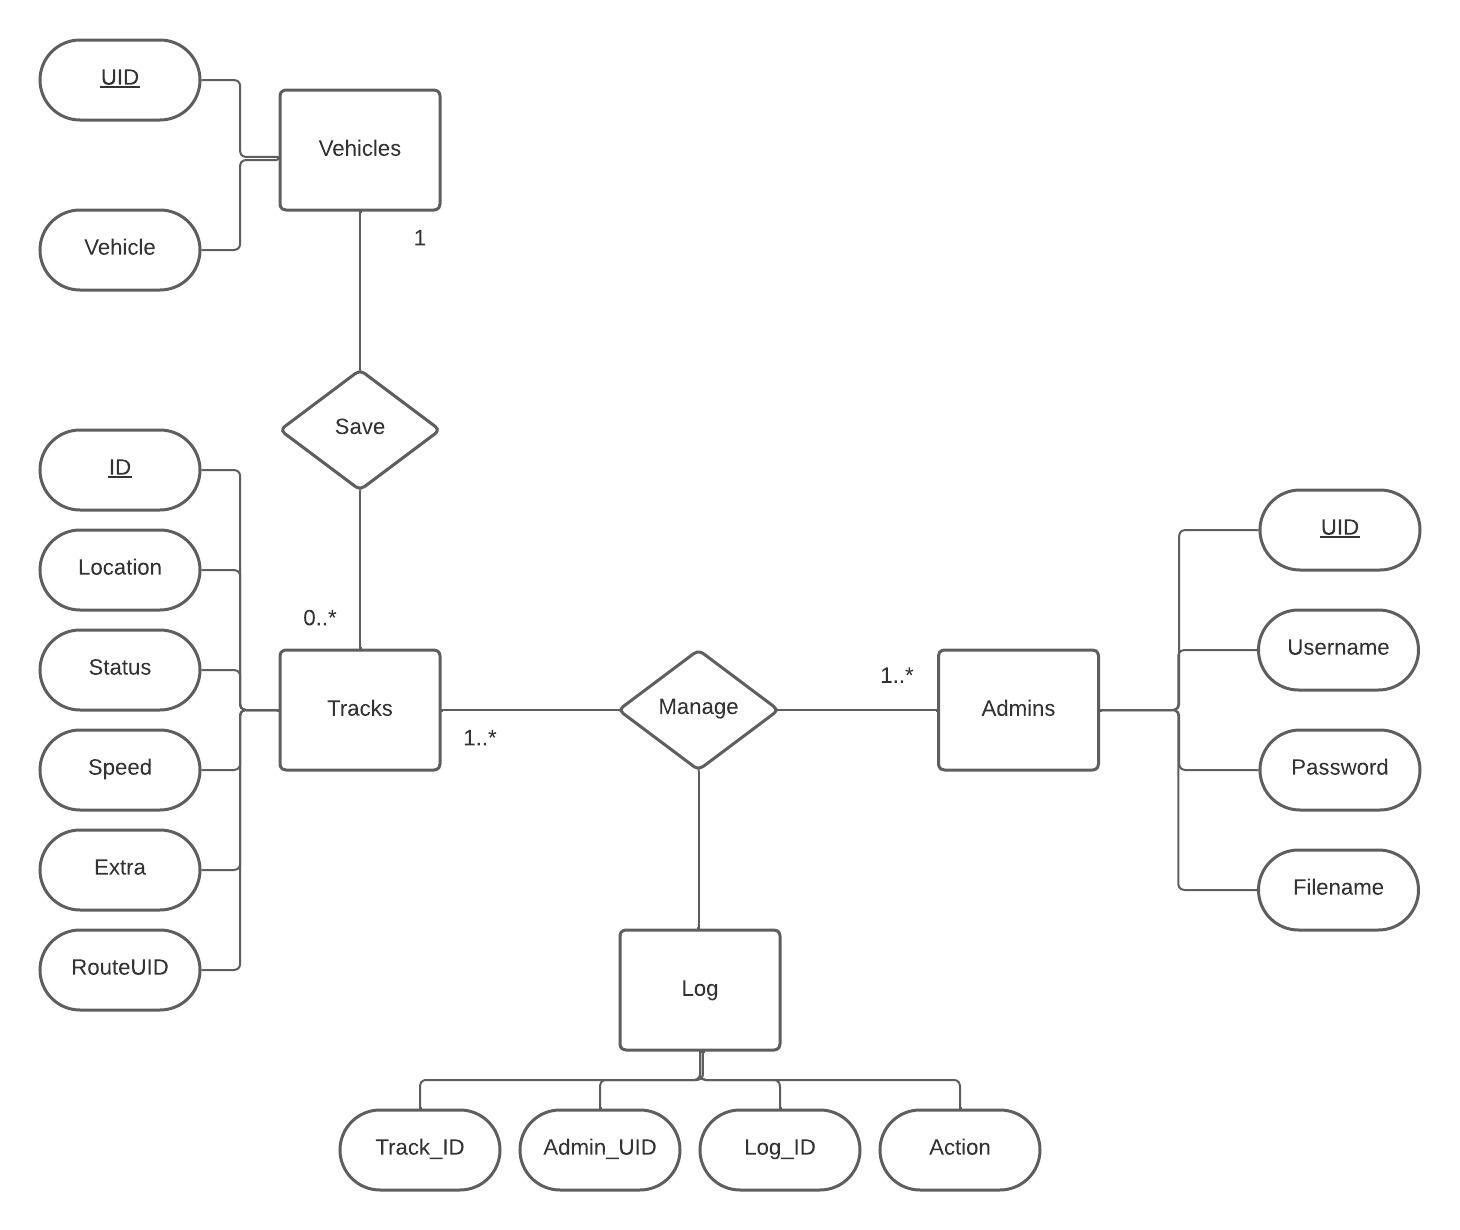 UID
Vehicles
1
Vehicle
Save
ID
Location
0..*
Status
Tracks
1..*
Speed
Extra
RouteUID
Manage
1..*
Admins
UID
Username
Password
Filename
Log
Track_ID
Admin_UID
Log_ID
Action